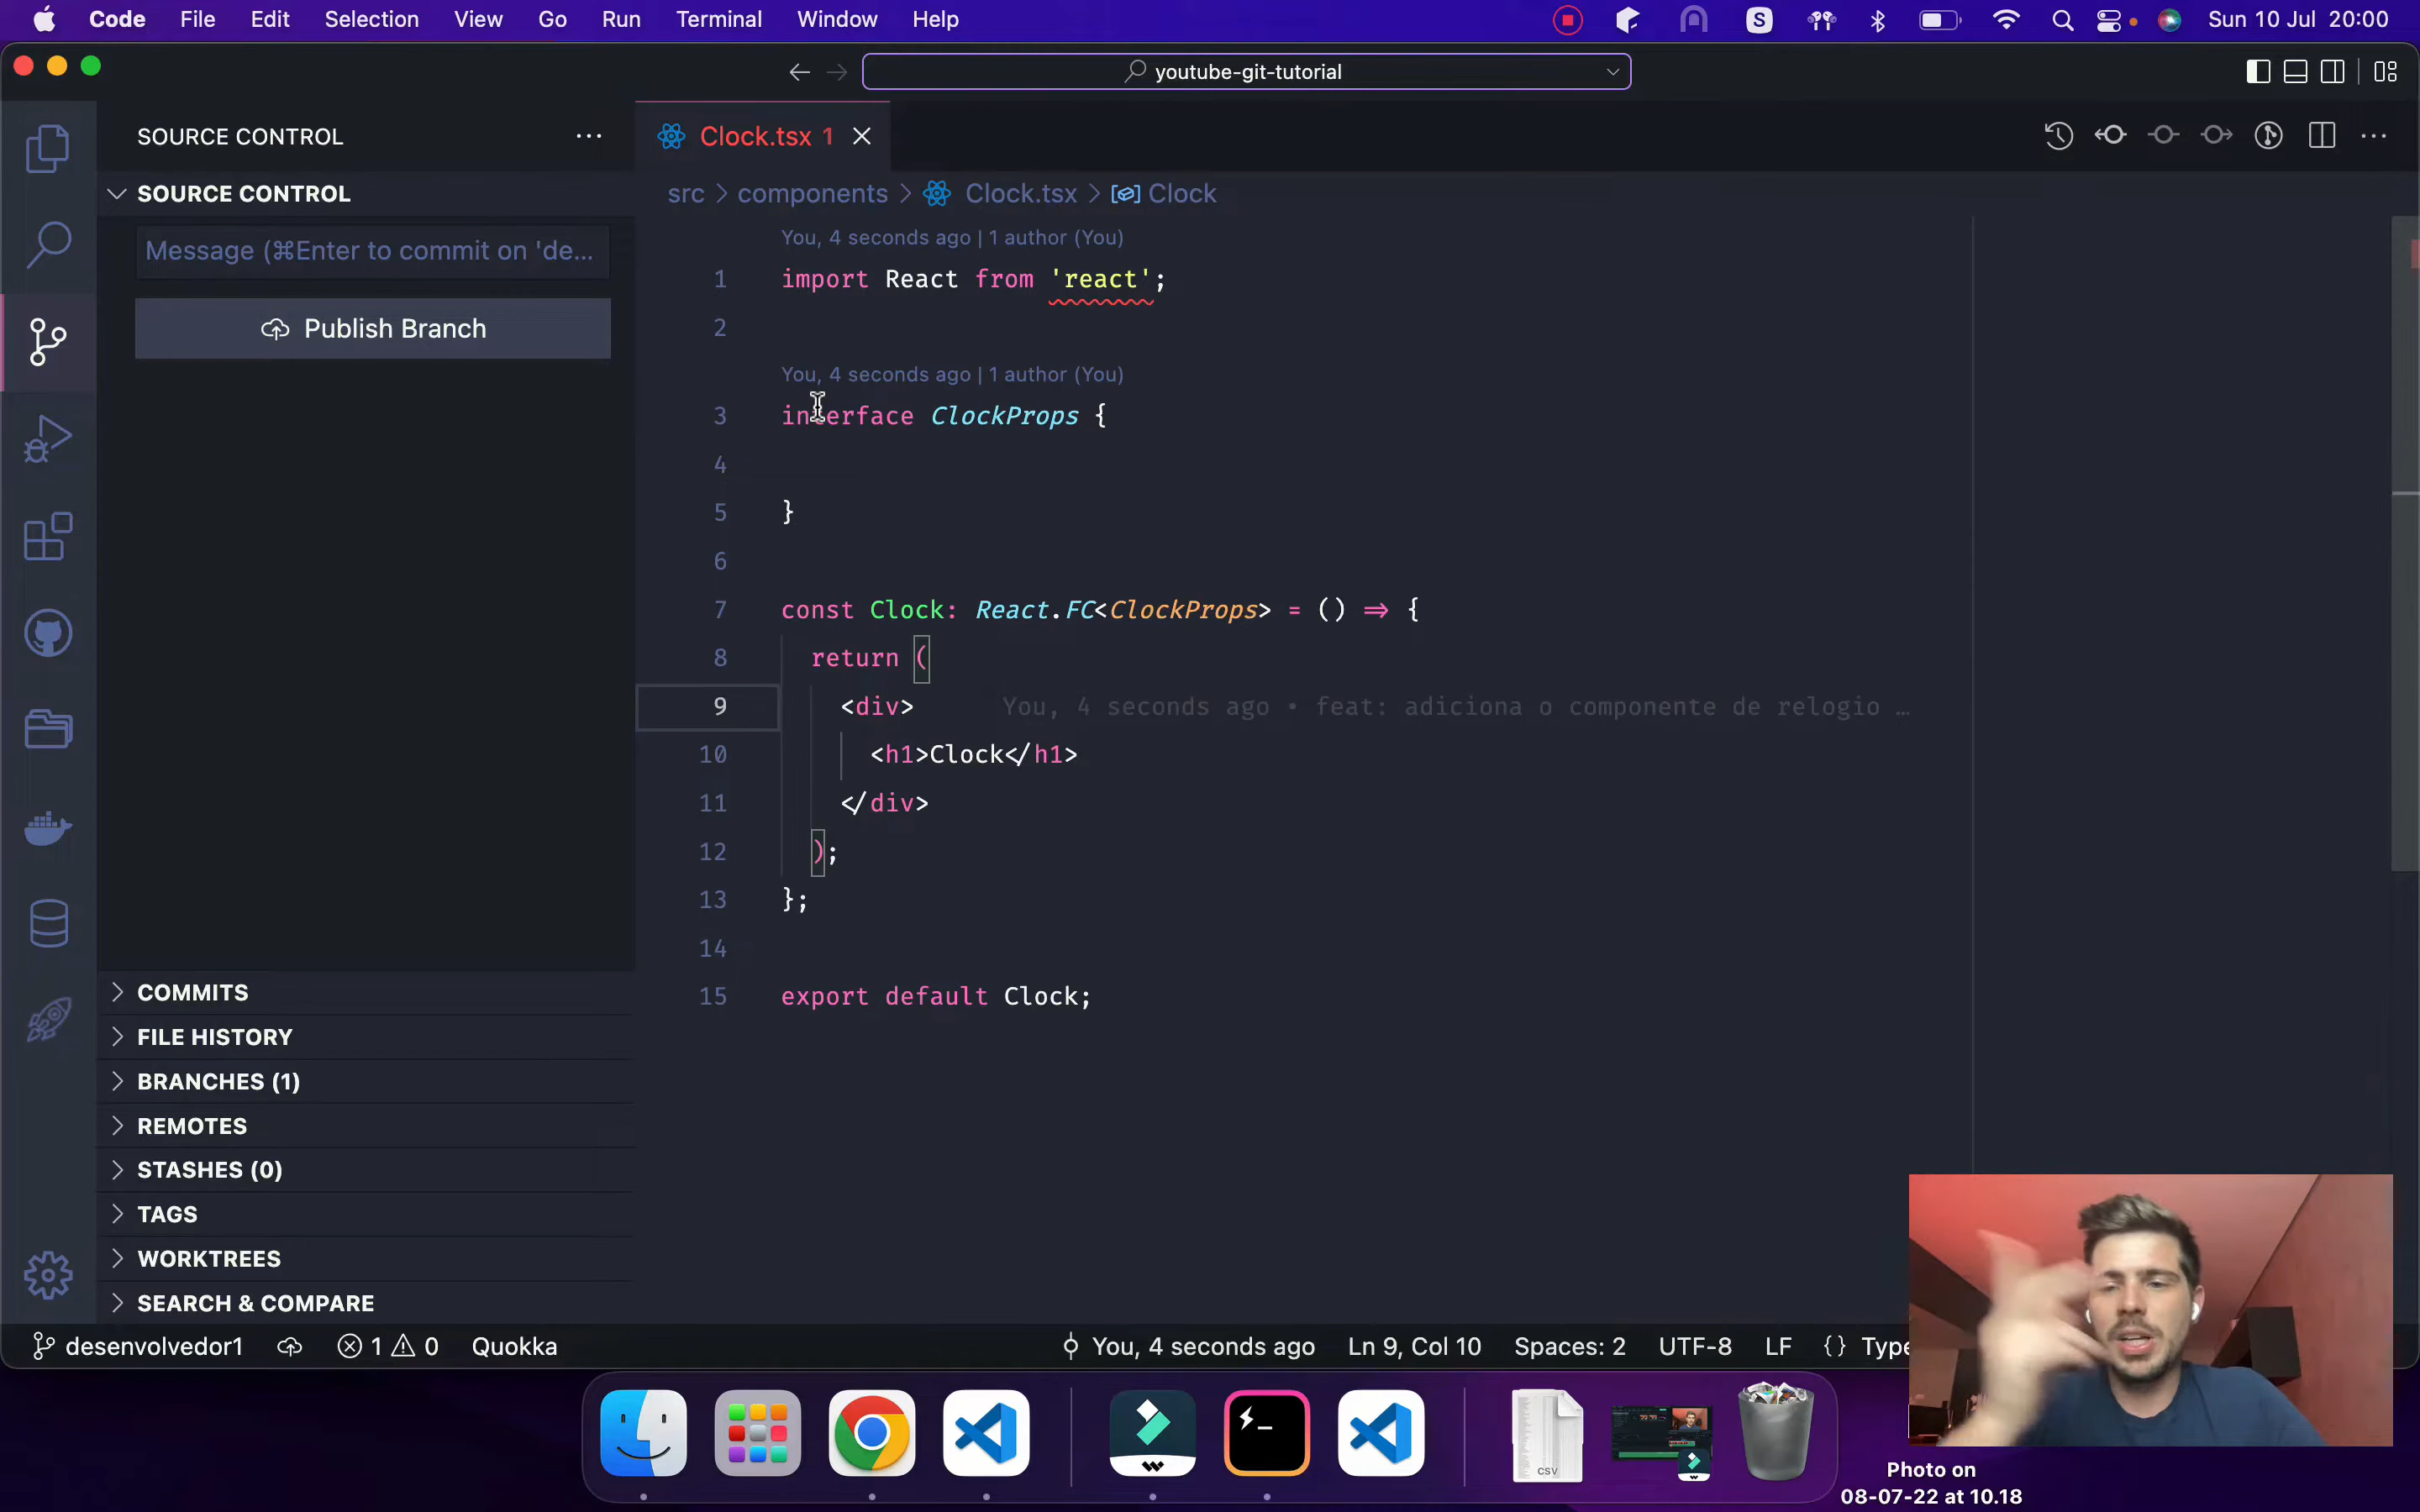 Code File Edit Selection View Go Run Terminal Window Help S Sun 10 Jul 20:00
youtube-git-tutorial
SOURCE CONTROL ···
Clock.tsx 1
SOURCE CONTROL
src > components > Clock.tsx > Clock
Message (⌘Enter to commit on 'de...
Publish Branch
You, 4 seconds ago | 1 author (You)
1 import React from 'react';
2
You, 4 seconds ago | 1 author (You)
3 interface ClockProps {
4
5 }
6
7 const Clock: React.FC<ClockProps> = () => {
8 return (
9 <div> You, 4 seconds ago • feat: adiciona o componente de relogio …
10 <h1>Clock</h1>
11 </div>
12 );
13 };
14
15 export default Clock;
COMMITS
FILE HISTORY
BRANCHES (1)
REMOTES
STASHES (0)
TAGS
WORKTREES
SEARCH & COMPARE
desenvolvedor1 1 0 Quokka You, 4 seconds ago Ln 9, Col 10 Spaces: 2 UTF-8 LF {} Type
CSV
Photo on
08-07-22 at 10.18